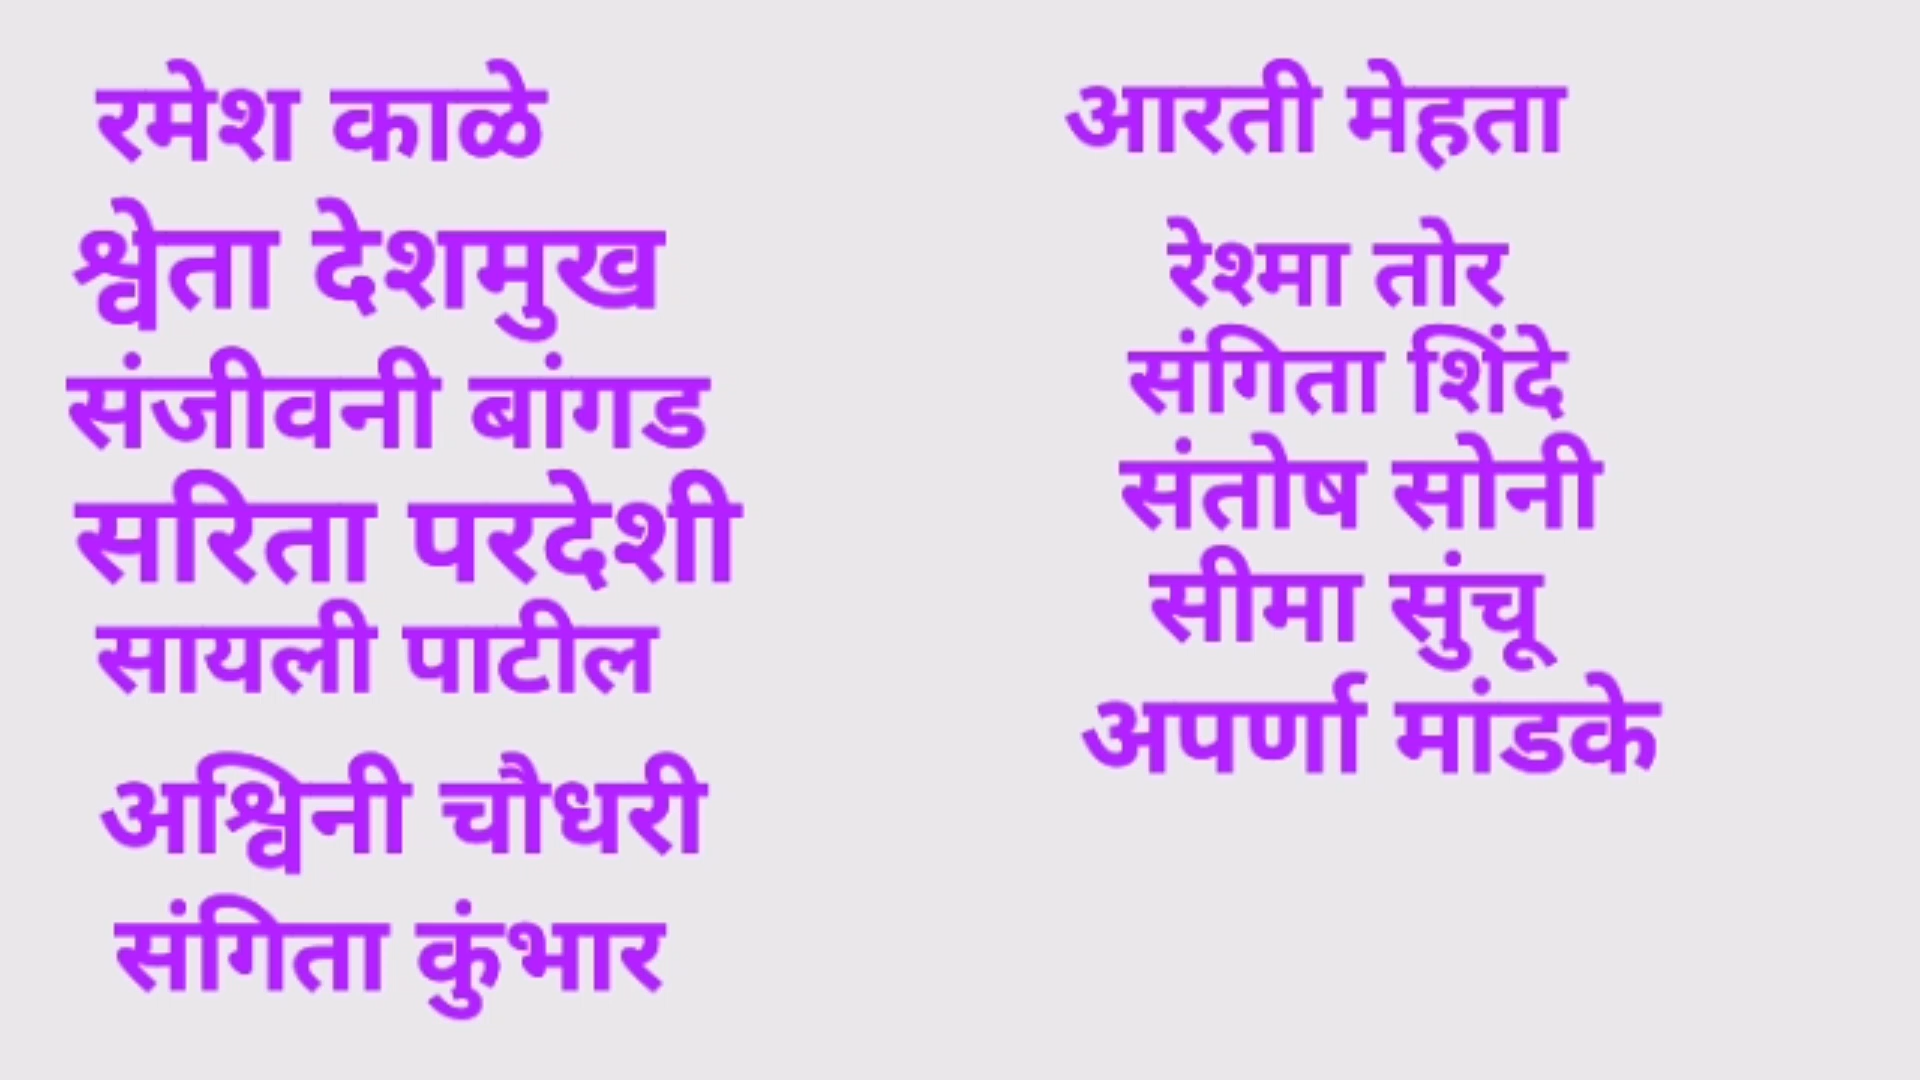 रमेश काळे
श्वेता देशमुख
संजीवनी बांगड
सरिता परदेशी
सायली पाटील
अश्विनी चौधरी
संगिता कुंभार
आरती मेहता
रेश्मा तोर
संगिता शिंदे
संतोष सोनी
सीमा सुंचू
अपर्णा मांडके